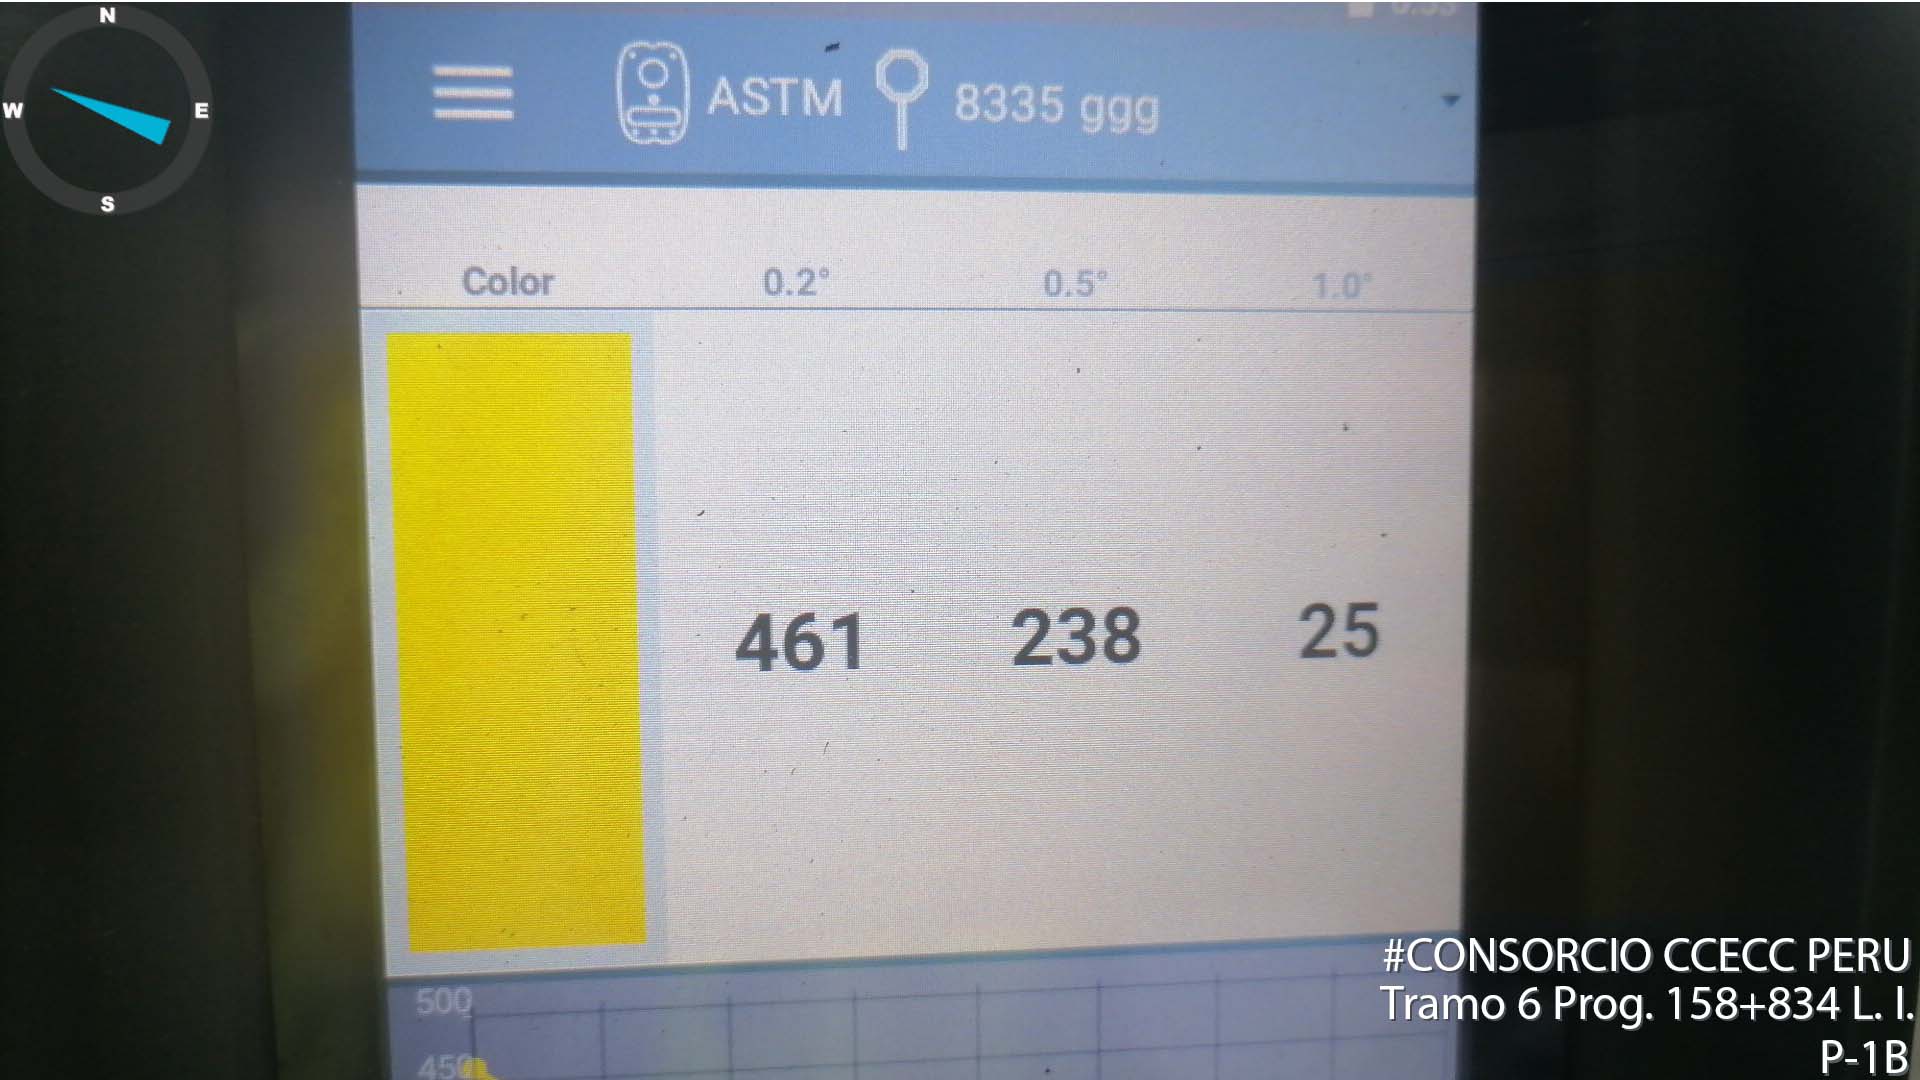 N
W
E
S
ASTM
8335 ggg
Color 0.2° 0.5° 1.0°
461 238 25
500
450
#CONSORCIO CCECC PERU
Tramo 6 Prog. 158+834 L. I.
P-1B